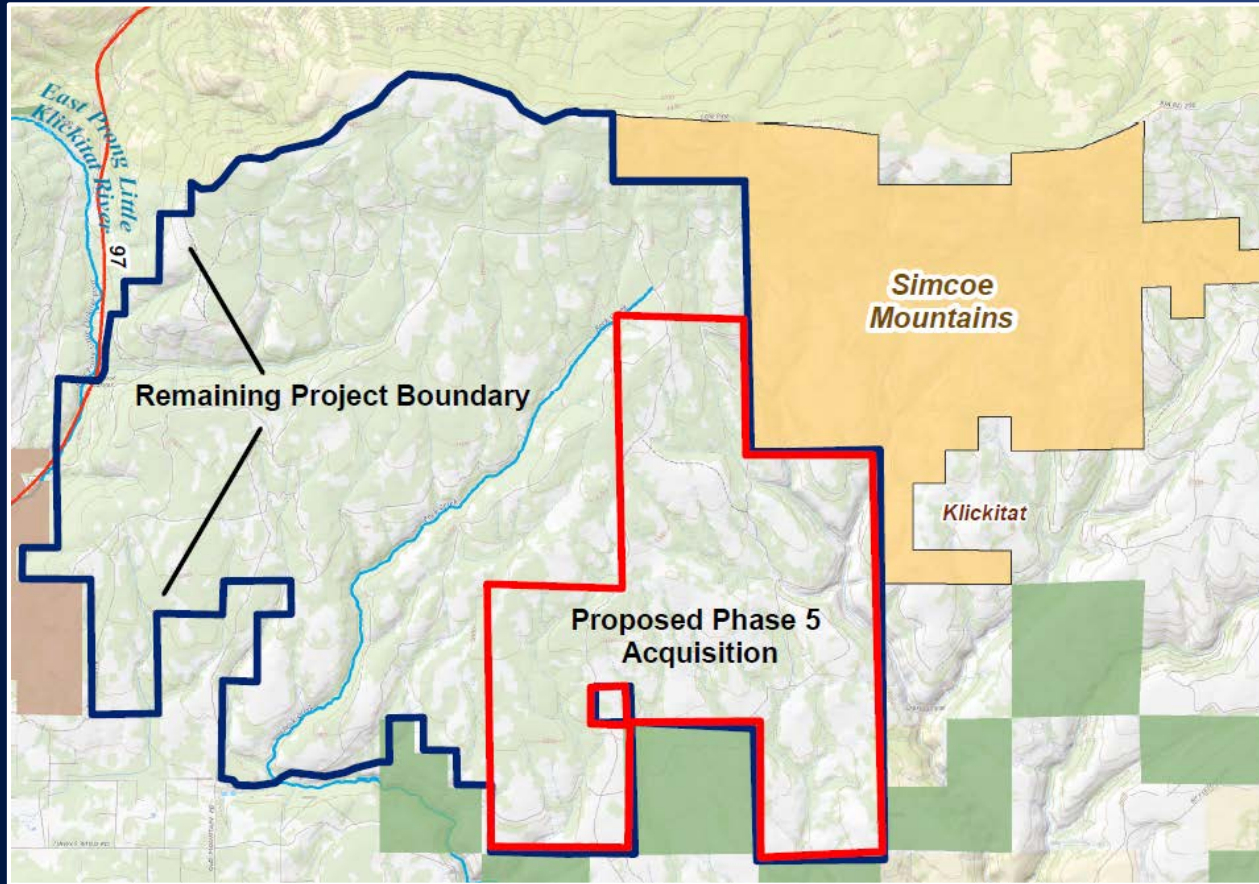 East Prong Little
Klickitat River
97
Simcoe
Mountains
Remaining Project Boundary
Klickitat
Proposed Phase 5
Acquisition